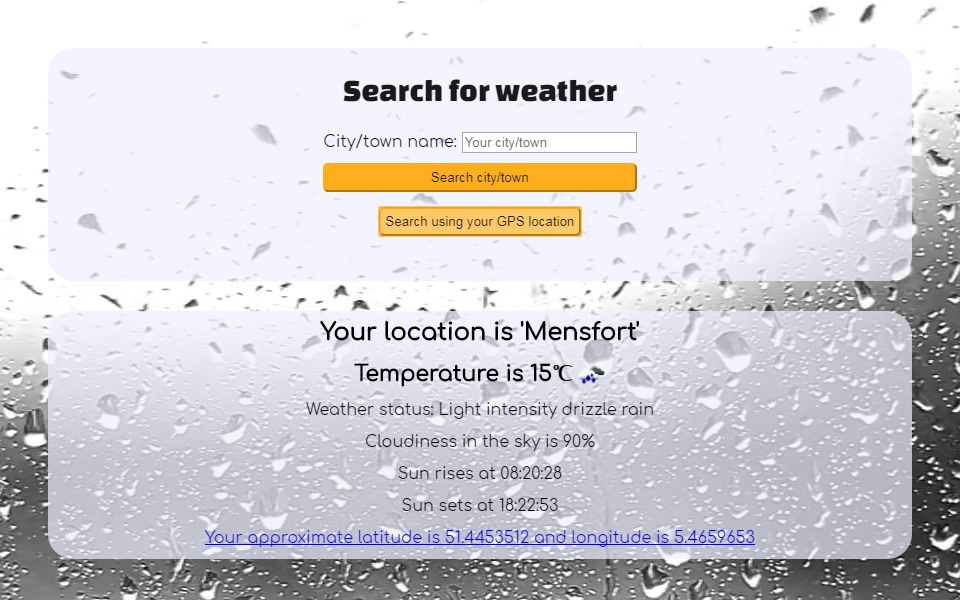 Search for weather
City/town name: Your city/town
Search city/town
Search using your GPS location
Your location is 'Mensfort'
Temperature is 15℃
Weather status: Light intensity drizzle rain
Cloudiness in the sky is 90%
Sun rises at 08:20:28
Sun sets at 18:22:53
Your approximate latitude is 51.4453512 and longitude is 5.4659653